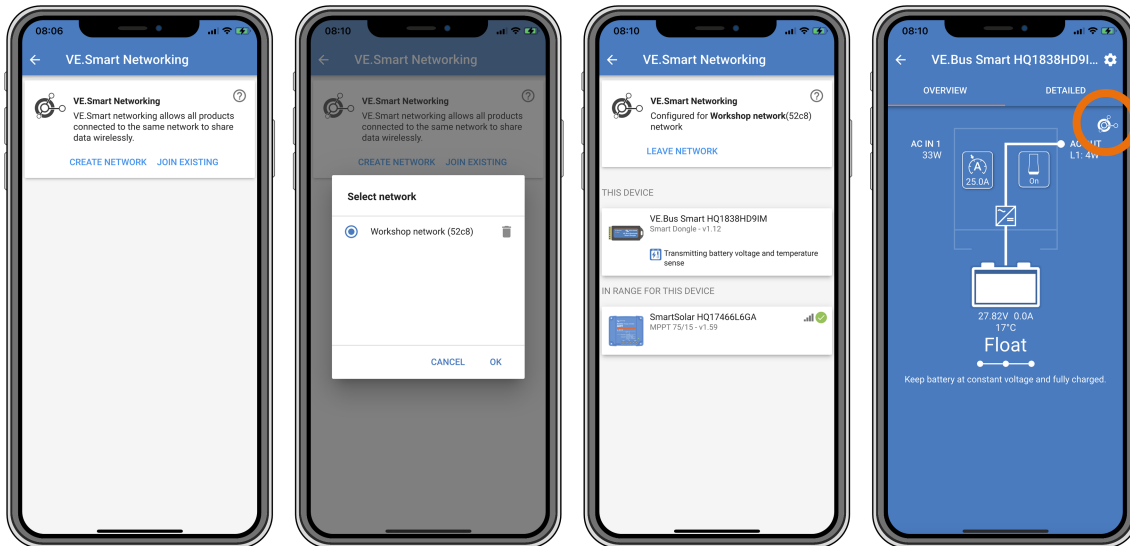 08:06
VE.Smart Networking
VE.Smart Networking
VE.Smart networking allows all products
connected to the same network to share
data wirelessly.
CREATE NETWORK JOIN EXISTING
08:10
VE.Smart Networking
VE.Smart Networking
VE.Smart networking allows all products
connected to the same network to share
data wirelessly.
CREATE NETWORK JOIN EXISTING
Select network
Workshop network (52c8)
CANCEL OK
08:10
VE.Smart Networking
VE.Smart Networking
Configured for Workshop network(52c8)
network
LEAVE NETWORK
THIS DEVICE
VE.Bus Smart HQ1838HD9IM
Smart Dongle - v1.12
Transmitting battery voltage and temperature
sense
IN RANGE FOR THIS DEVICE
SmartSolar HQ17466L6GA
MPPT 75/15 - v1.59
08:10
VE.Bus Smart HQ1838HD9I...
OVERVIEW DETAILED
AC IN 1
33W
A
25.0A
On
L1: 4W
27.82V 0.0A
17°C
Float
Keep battery at constant voltage and fully charged.